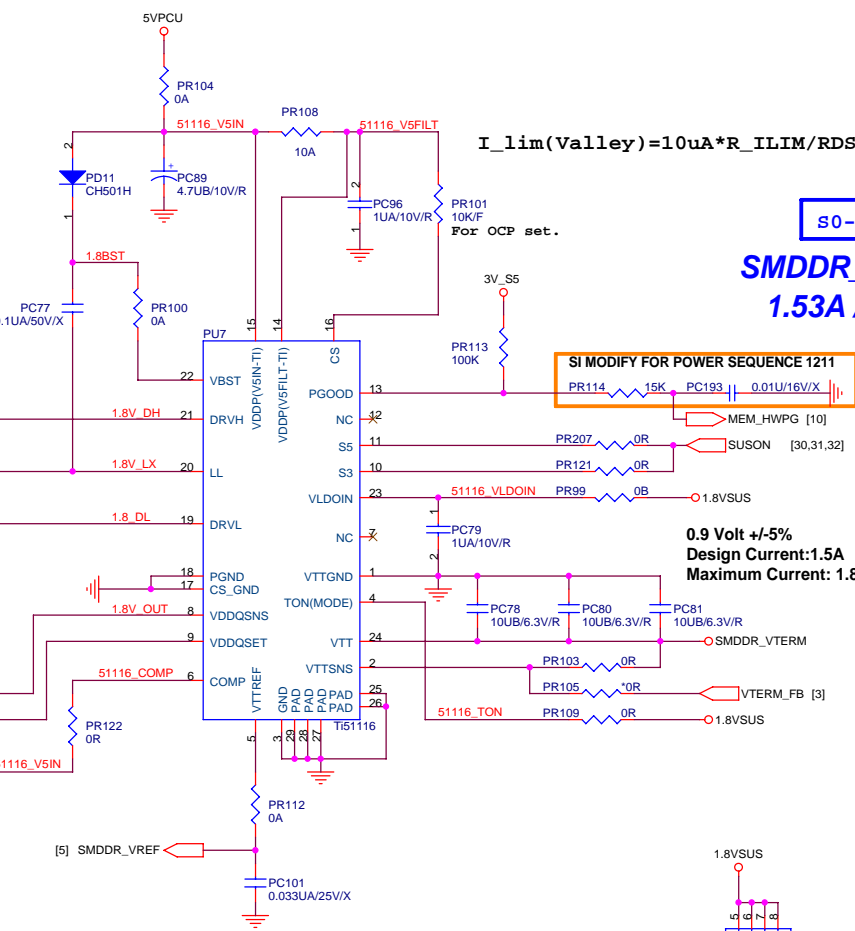 5VPCU
PR104
0A
51116_V5IN
PR108
10A
51116_V5FILT
I_lim(Valley)=10uA*R_ILIM/RDS
2
PD11
CH501H
1
+
PC89
4.7UB/10V/R
2
PC96
1UA/10V/R
1
PR101
10K/F
For OCP set.
S0-
SMDDR_
1.53A
1.8BST
PC77
0.1UA/50V/X
PR100
0A
3V_S5
PR113
100K
PU7
15
14
16
VDDP(V5IN-TI)
VDDP(V5FILT-TI)
CS
SI MODIFY FOR POWER SEQUENCE 1211
PR114
15K
PC193
0.01U/16V/X
MEM_HWPG [10]
22
VBST
PGOOD
13
1.8V_DH
21
DRVH
NC
12
S5
11
PR207
0R
SUSON
[30,31,32]
1.8V_LX
20
LL
S3
10
PR121
0R
VLDOIN
23
51116_VLDOIN
PR99
0B
1.8VSUS
1.8_DL
19
DRVL
NC
7
1
PC79
1UA/10V/R
2
0.9 Volt +/-5%
Design Current:1.5A
Maximum Current: 1.8
18
PGND
17
CS_GND
VTTGND
1
1.8V_OUT
8
VDDQSNS
TON(MODE)
4
PC78
10UB/6.3V/R
PC80
10UB/6.3V/R
PC81
10UB/6.3V/R
9
VDDQSET
VTT
24
SMDDR_VTERM
51116_COMP
6
COMP
VTTSNS
2
PR103
0R
PR105
*0R
VTERM_FB [3]
VTTREF
GND
PAD
PAD
PAD
PAD
25
PAD
26
51116_TON
PR109
0R
1.8VSUS
Ti51116
PR122
0R
5
3
29
28
27
51116_V5IN
PR112
0A
[5] SMDDR_VREF
PC101
0.033UA/25V/X
1.8VSUS
5
6
7
8